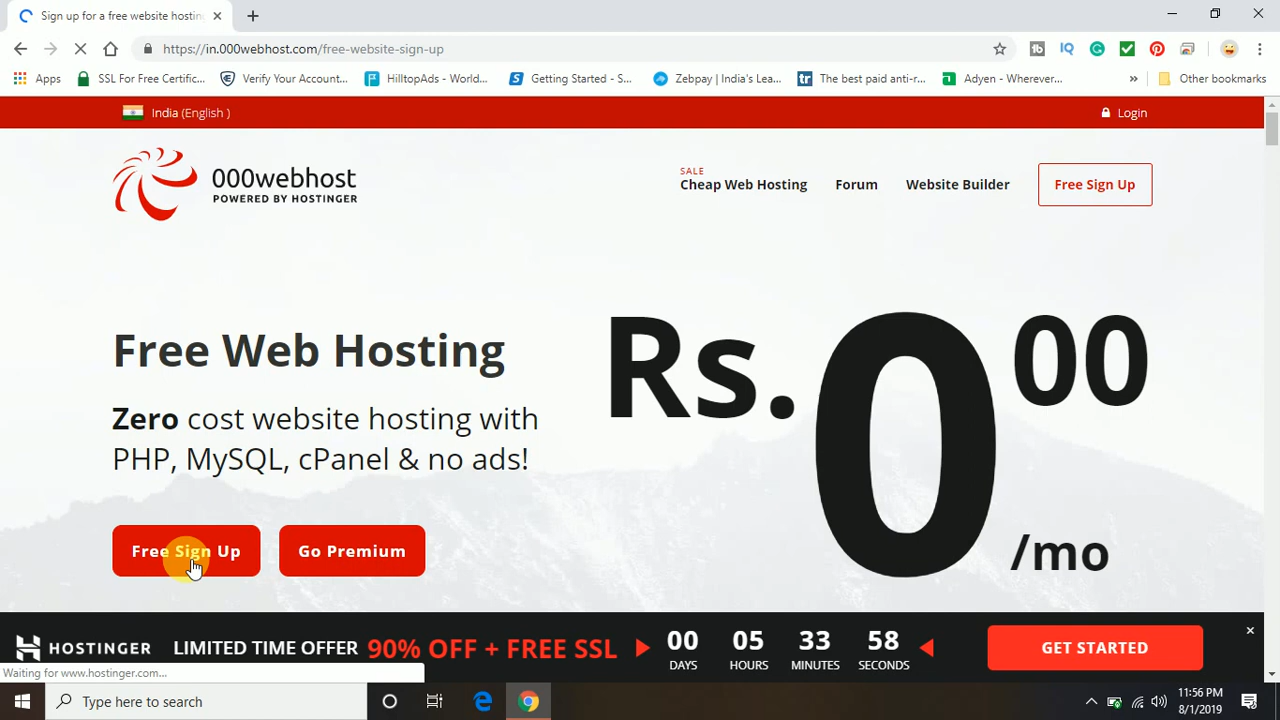 Sign up for a free website hostin
https://in.000webhost.com/free-website-sign-up
Apps
SSL For Free Certific...
Verify Your Account...
HilltopAds - World...
Getting Started - S...
Zebpay | India's Lea...
The best paid anti-r...
Adyen - Wherever...
Other bookmarks
India (English )
Login
000webhost
POWERED BY HOSTINGER
SALE
Cheap Web Hosting
Forum
Website Builder
Free Sign Up
Free Web Hosting
Zero cost website hosting with
PHP, MySQL, cPanel & no ads!
Rs.0 00
/mo
Free Sign Up
Go Premium
HOSTINGER
LIMITED TIME OFFER 90% OFF + FREE SSL
00 05 33 58
DAYS HOURS MINUTES SECONDS
GET STARTED
Waiting for www.hostinger.com...
Type here to search
11:56 PM
8/1/2019